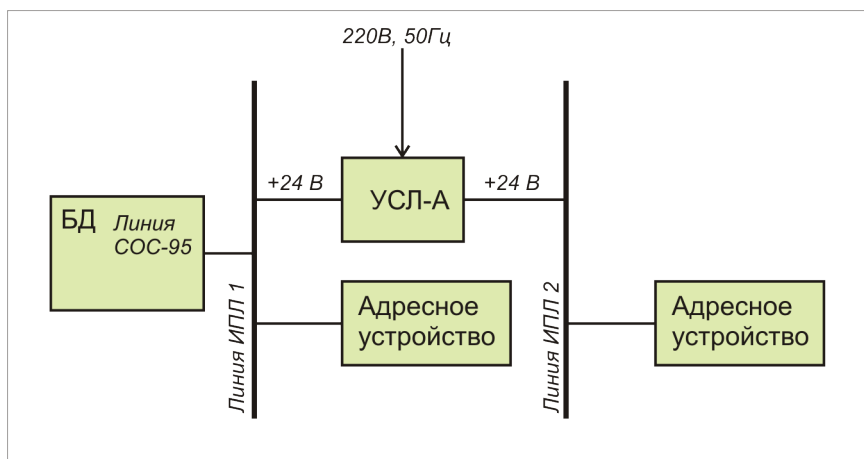 220В, 50Гц
+24 В
УСЛ-А
+24 В
БД
Линия
СОС-95
Линия ИПЛ 1
Адресное
устройство
Линия ИПЛ 2
Адресное
устройство